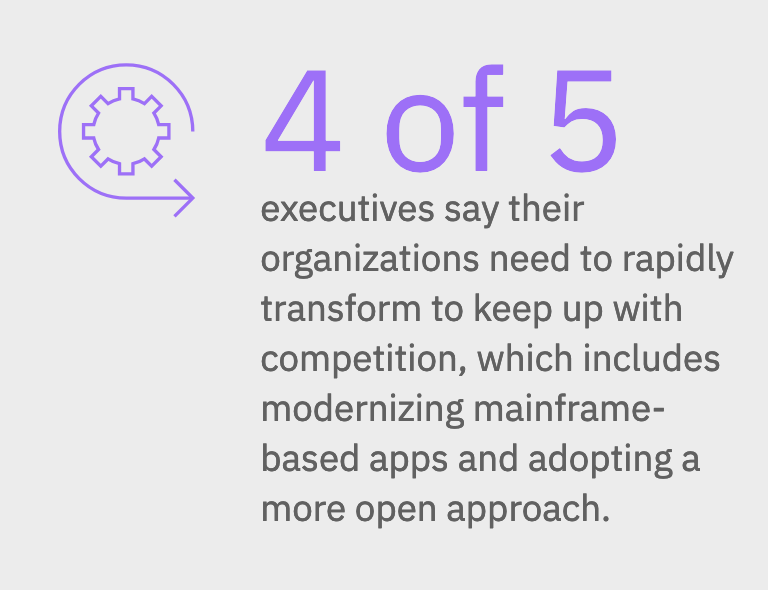 4 of 5
executives say their
organizations need to rapidly
transform to keep up with
competition, which includes
modernizing mainframe-
based apps and adopting a
more open approach.